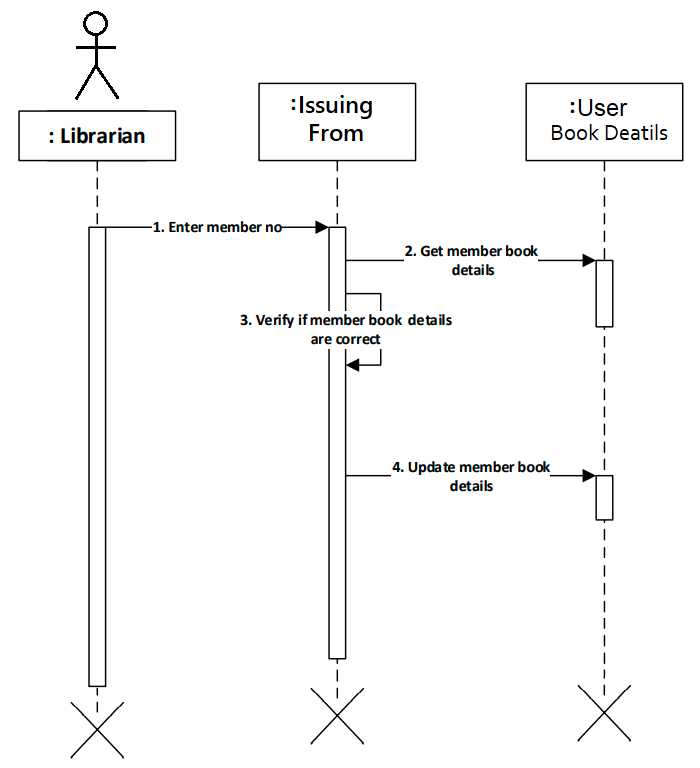 : Librarian
:Issuing
From
:User
Book Deatils
1. Enter member no
2. Get member book
details
3. Verify if member book details
are correct
4. Update member book
details